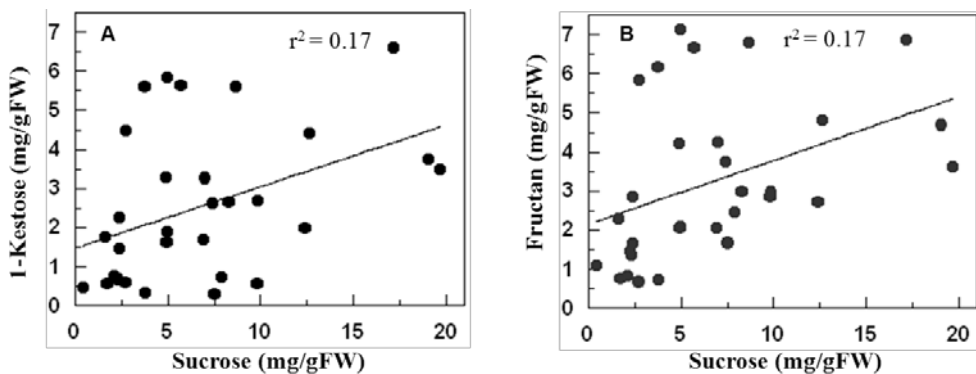 A
r² = 0.17
1-Kestose (mg/gFW)
7
6
5
4
3
2
1
0
0 5 10 15 20
Sucrose (mg/gFW)
B
r² = 0.17
Fructan (mg/gFW)
7
6
5
4
3
2
1
0
0 5 10 15 20
Sucrose (mg/gFW)